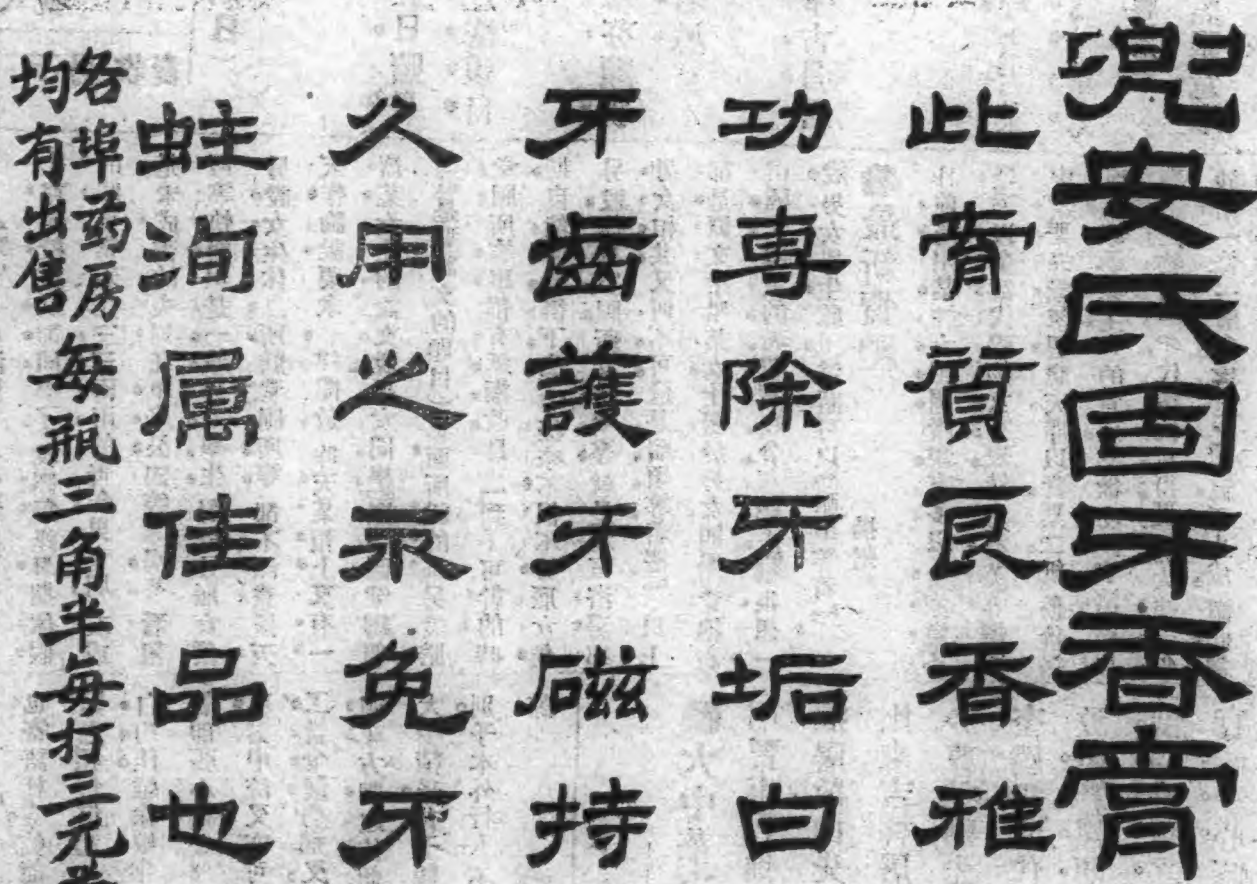 兜安氏固牙香膏
此膏質良香雅
功專除牙垢白
牙齒護牙磁持
久用之永免牙
蛀洵属佳品也
各埠药房
均有出售
每瓶三角半每打三元